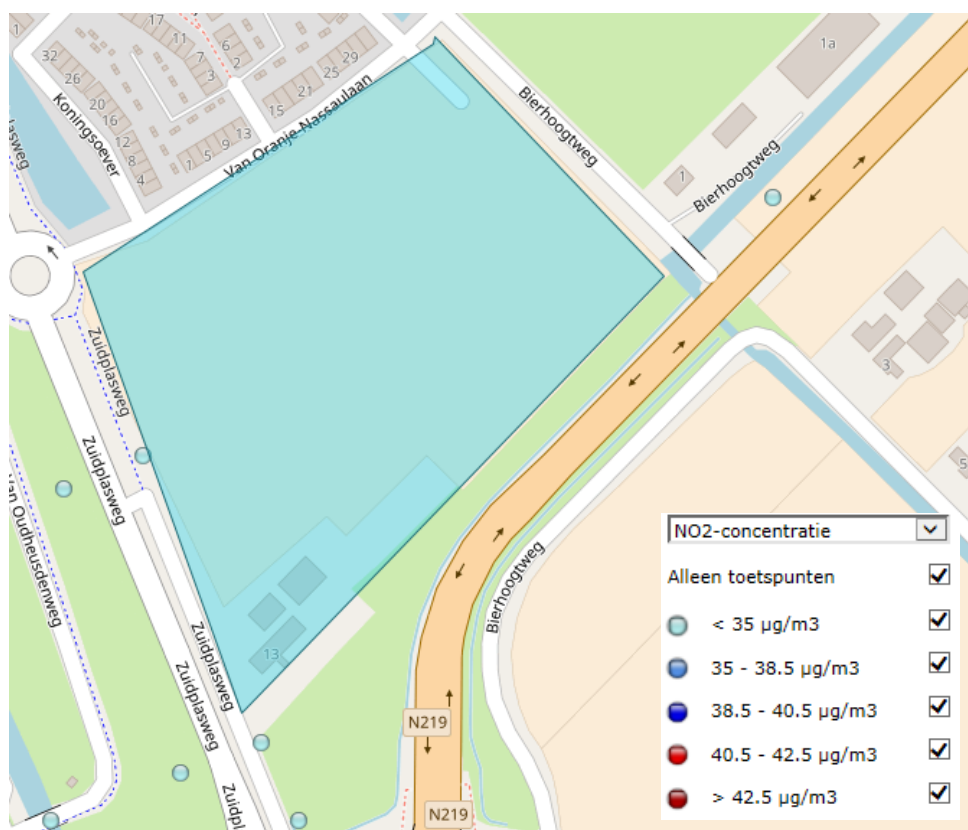 1
17
11
7
3
6
2
32
26
20
16
12
8
4
Koningsoever
29
25
21
15
13
9
5
1
Van Oranje Nassaulaan
Bierhoogtweg
1a
1
Bierhoogtweg
lasweg
Zuidplasweg
Zuidplasweg
Van Oudheusdenweg
3
5
Bierhoogtweg
13
Zuidplasweg
Zuidplasweg
Zuidpl
N219
N219
NO2-concentratie
Alleen toetspunten
< 35 µg/m3
35 - 38.5 µg/m3
38.5 - 40.5 µg/m3
40.5 - 42.5 µg/m3
> 42.5 µg/m3